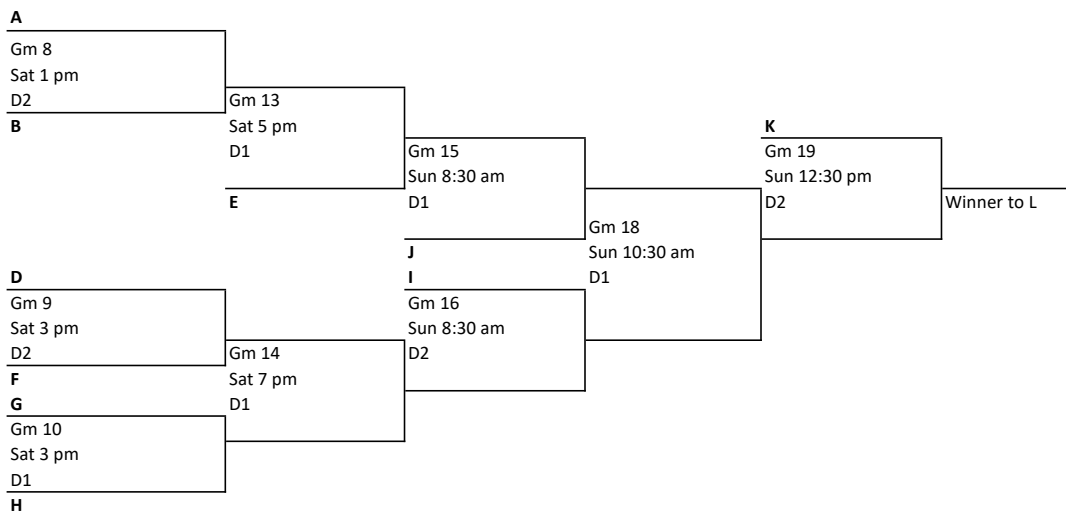 A
Gm 8
Sat 1 pm
D2
B
Gm 13
Sat 5 pm
D1
E
Gm 15
Sun 8:30 am
D1
J
K
Gm 19
Sun 12:30 pm
D2
Winner to L
Gm 18
Sun 10:30 am
D1
D
Gm 9
Sat 3 pm
D2
F
I
Gm 16
Sun 8:30 am
D2
Gm 14
Sat 7 pm
D1
G
Gm 10
Sat 3 pm
D1
H